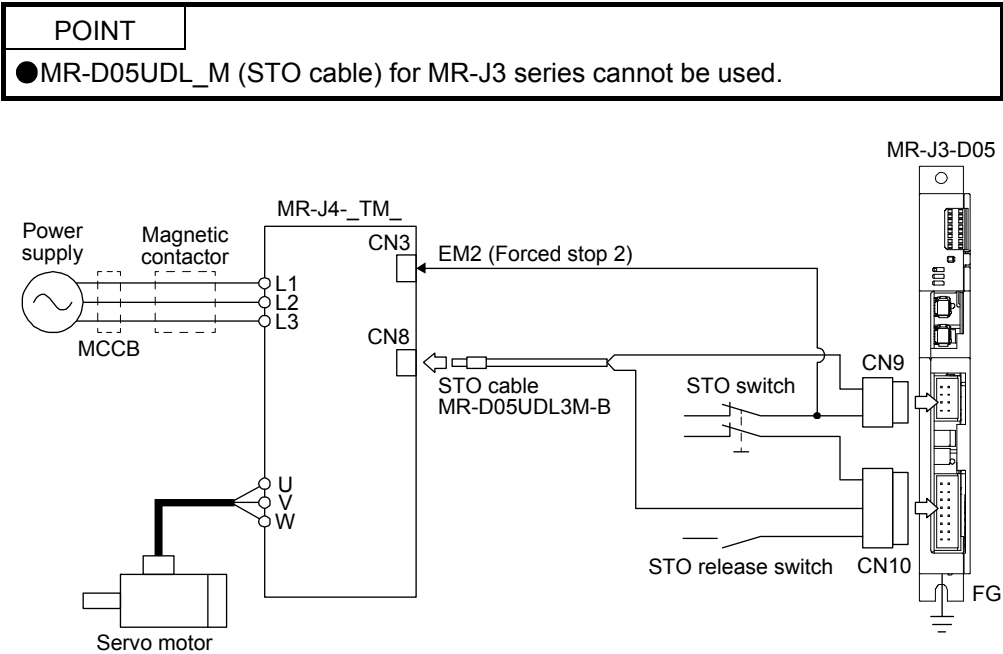 POINT
●MR-D05UDL_M (STO cable) for MR-J3 series cannot be used.
MR-J3-D05
MR-J4-_TM_
Power
supply
Magnetic
contactor
CN3
EM2 (Forced stop 2)
L1
L2
L3
MCCB
CN8
CN9
STO cable
MR-D05UDL3M-B
STO switch
U
V
W
STO release switch
CN10
FG
Servo motor